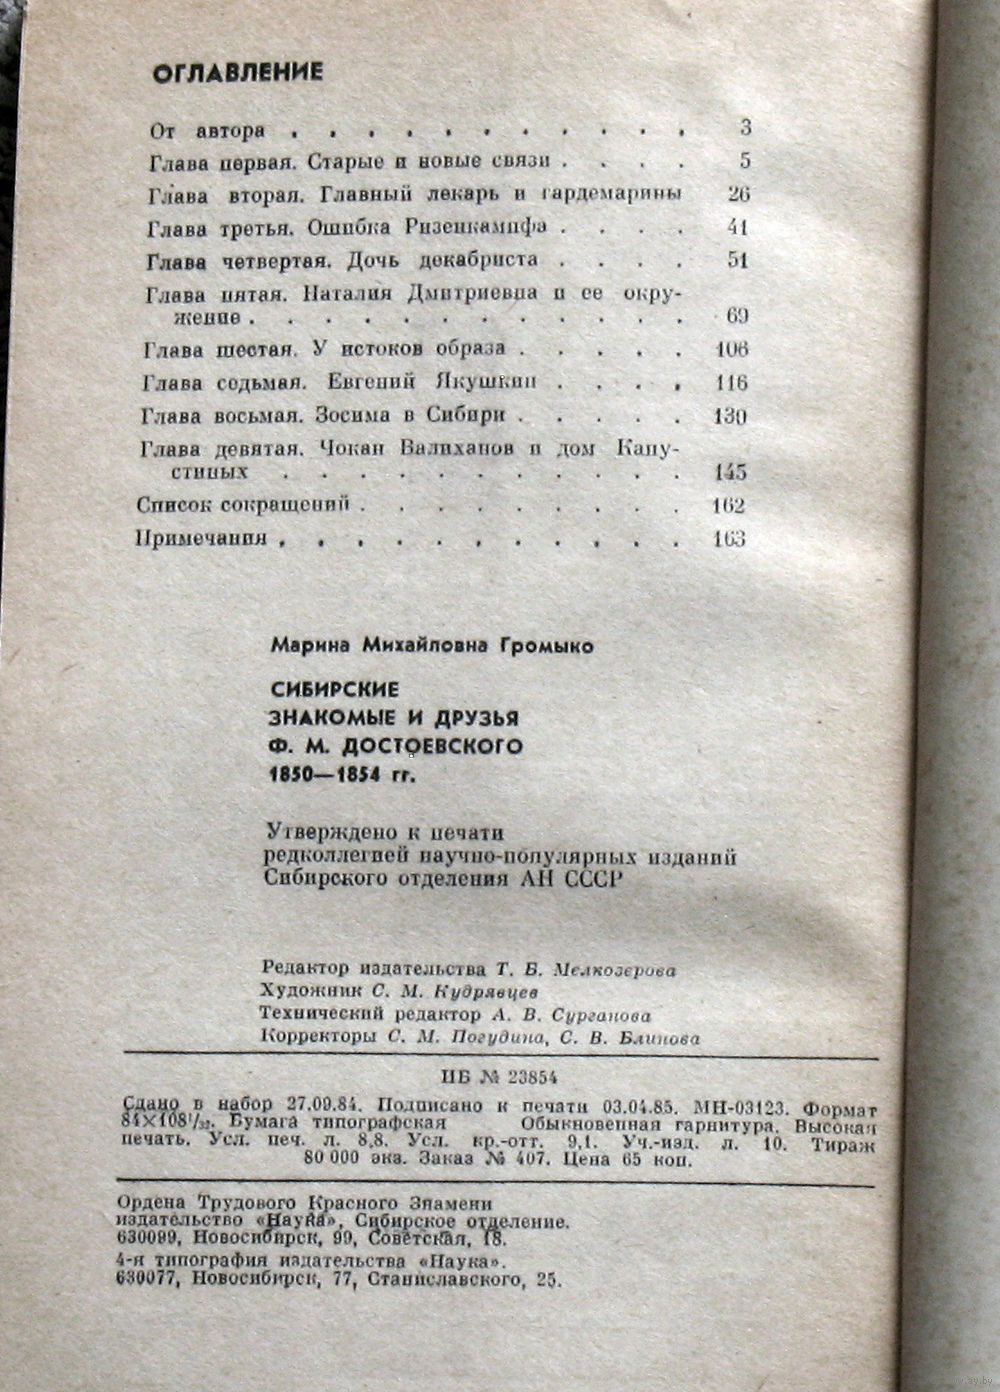 ОГЛАВЛЕНИЕ
От автора . . . . . . . . . . . 3
Глава первая. Старые и новые связи . . . . 5
Глава вторая. Главный лекарь и гардемарины 26
Глава третья. Ошибка Ризенкампфа . . . . 41
Глава четвертая. Дочь декабриста . . . . 51
Глава пятая. Наталия Дмитриевна и ее окру-
жение . . . . . . . . . . . . 69
Глава шестая. У истоков образа . . . . . 106
Глава седьмая. Евгений Якушкин . . . . 116
Глава восьмая. Зосима в Сибири . . . . . 130
Глава девятая. Чокан Валиханов и дом Капу-
стиных . . . . . . . . . . . 145
Список сокращений . . . . . . . . . 162
Примечания . . . . . . . . . . . 163
Марина Михайловна Громыко
СИБИРСКИЕ
ЗНАКОМЫЕ И ДРУЗЬЯ
Ф. М. ДОСТОЕВСКОГО
1850—1854 гг.
Утверждено к печати
редколлегией научно-популярных изданий
Сибирского отделения АН СССР
Редактор издательства Т. Б. Мелкозерова
Художник С. М. Кудрявцев
Технический редактор А. В. Сурганова
Корректоры С. М. Погудина, С. В. Блинова
ИБ № 23854
Сдано в набор 27.09.84. Подписано к печати 03.04.85. МН-03123. Формат
84×108¹/₃₂. Бумага типографская Обыкновенная гарнитура. Высокая
печать. Усл. печ. л. 8,8. Усл. кр.-отт. 9,1. Уч.-изд. л. 10. Тираж
80 000 экз. Заказ № 407. Цена 65 коп.
Ордена Трудового Красного Знамени
издательство «Наука», Сибирское отделение.
630099, Новосибирск, 99, Советская, 18.
4-я типография издательства «Наука».
630077, Новосибирск, 77, Станиславского, 25.